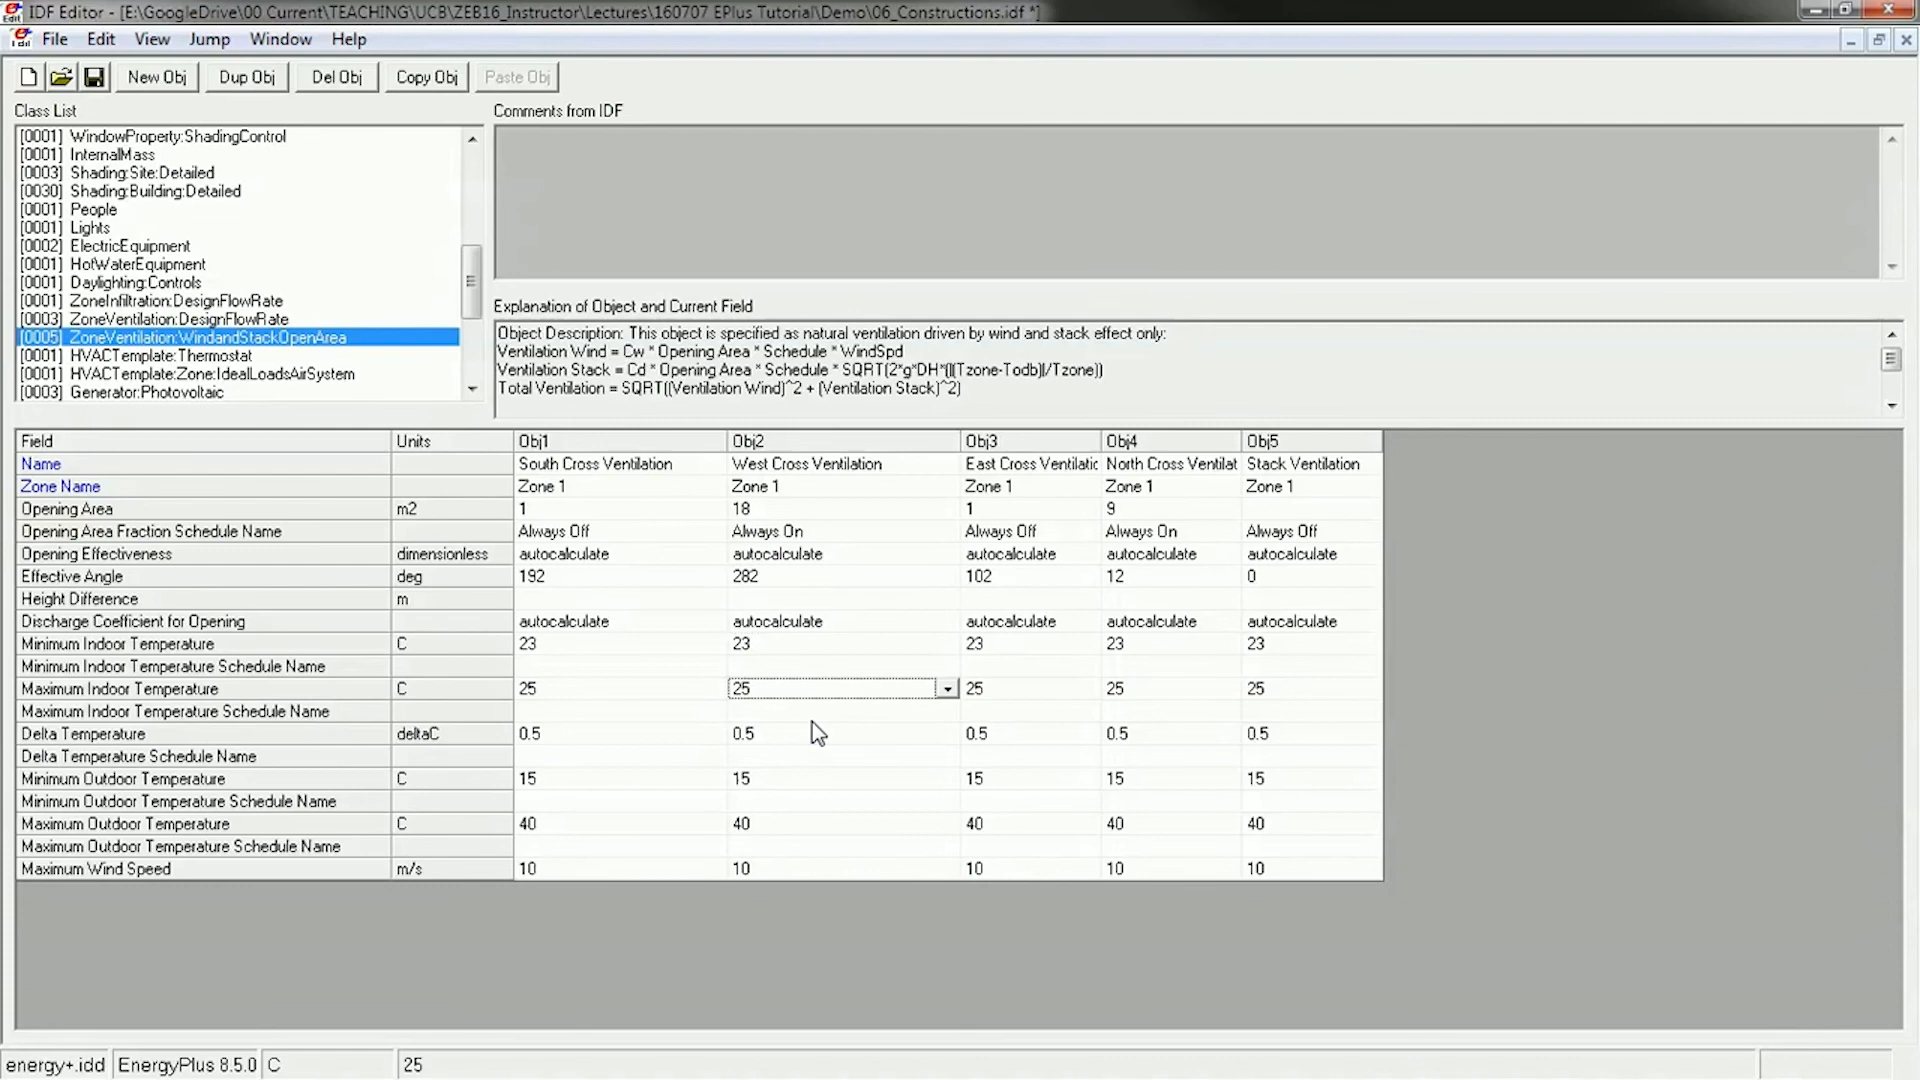 IDF Editor - [E:\GoogleDrive\00 Current\TEACHING\UCB\ZEB16_Instructor\Lectures\160707 EPlus Tutorial\Demo\06_Constructions.idf *]
File Edit View Jump Window Help
New Obj Dup Obj Del Obj Copy Obj Paste Obj
Class List
[0001] WindowProperty:ShadingControl
[0001] InternalMass
[0003] Shading:Site:Detailed
[0030] Shading:Building:Detailed
[0001] People
[0001] Lights
[0002] ElectricEquipment
[0001] HotWaterEquipment
[0001] Daylighting:Controls
[0001] ZoneInfiltration:DesignFlowRate
[0003] ZoneVentilation:DesignFlowRate
[0005] ZoneVentilation:WindandStackOpenArea
[0001] HVACTemplate:Thermostat
[0001] HVACTemplate:Zone:IdealLoadsAirSystem
[0003] Generator:Photovoltaic
Comments from IDF
Explanation of Object and Current Field
Object Description: This object is specified as natural ventilation driven by wind and stack effect only:
Ventilation Wind = Cw * Opening Area * Schedule * WindSpd
Ventilation Stack = Cd * Opening Area * Schedule * SQRT(2*g*DH*(|(Tzone-Todb)|/Tzone))
Total Ventilation = SQRT((Ventilation Wind)^2 + (Ventilation Stack)^2)
Field Units Obj1 Obj2 Obj3 Obj4 Obj5
Name South Cross Ventilation West Cross Ventilation East Cross Ventilatic North Cross Ventilat Stack Ventilation
Zone Name Zone 1 Zone 1 Zone 1 Zone 1 Zone 1
Opening Area m2 1 18 1 9
Opening Area Fraction Schedule Name Always Off Always On Always Off Always On Always Off
Opening Effectiveness dimensionless autocalculate autocalculate autocalculate autocalculate autocalculate
Effective Angle deg 192 282 102 12 0
Height Difference m
Discharge Coefficient for Opening autocalculate autocalculate autocalculate autocalculate autocalculate
Minimum Indoor Temperature C 23 23 23 23 23
Minimum Indoor Temperature Schedule Name
Maximum Indoor Temperature C 25 25 25 25 25
Maximum Indoor Temperature Schedule Name
Delta Temperature deltaC 0.5 0.5 0.5 0.5 0.5
Delta Temperature Schedule Name
Minimum Outdoor Temperature C 15 15 15 15 15
Minimum Outdoor Temperature Schedule Name
Maximum Outdoor Temperature C 40 40 40 40 40
Maximum Outdoor Temperature Schedule Name
Maximum Wind Speed m/s 10 10 10 10 10
energy+.idd EnergyPlus 8.5.0 C 25